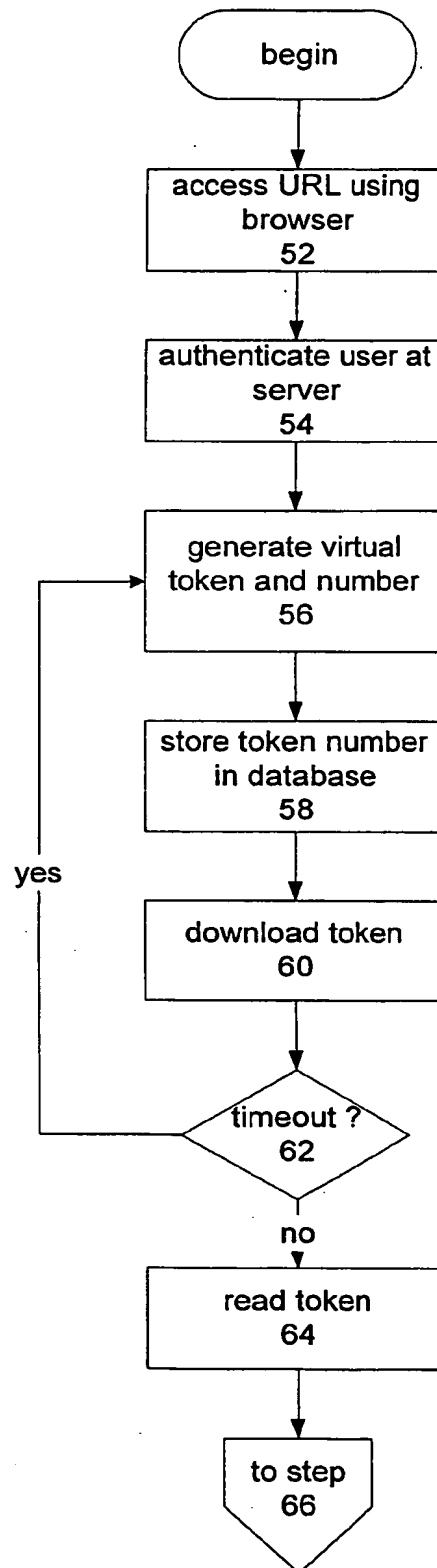 begin
access URL using
browser
52
authenticate user at
server
54
generate virtual
token and number
56
store token number
in database
58
yes
download token
60
timeout ?
62
no
read token
64
to step
66